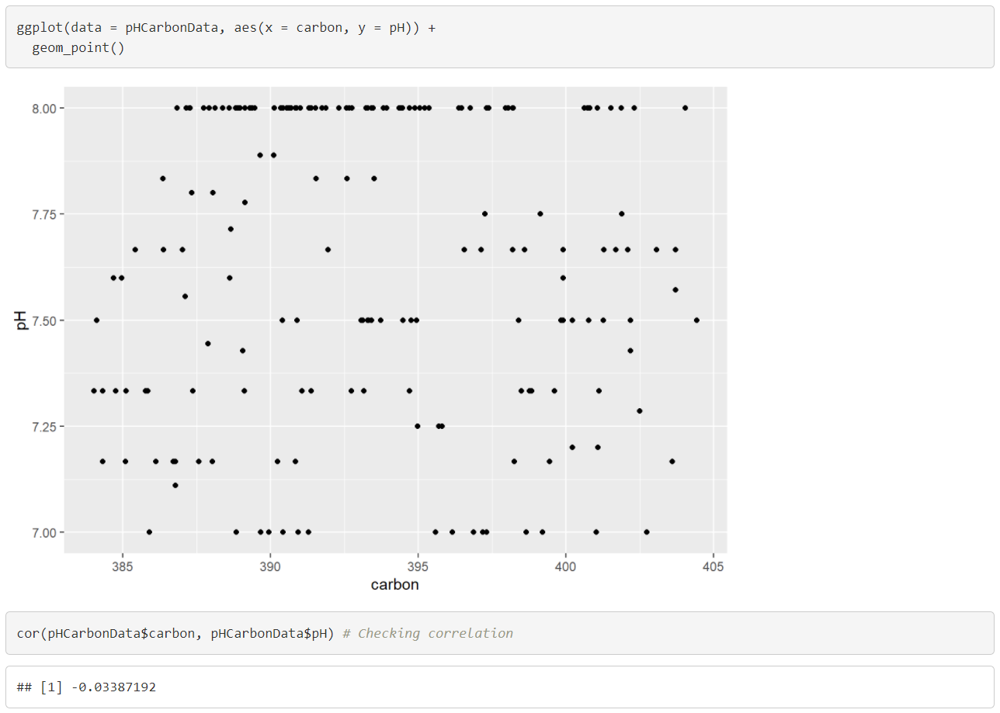 ggplot(data = pHCarbonData, aes(x = carbon, y = pH)) +
  geom_point()
8.00
7.75
7.50
7.25
7.00
pH
385 390 395 400 405
carbon
cor(pHCarbonData$carbon, pHCarbonData$pH) # Checking correlation
## [1] -0.03387192